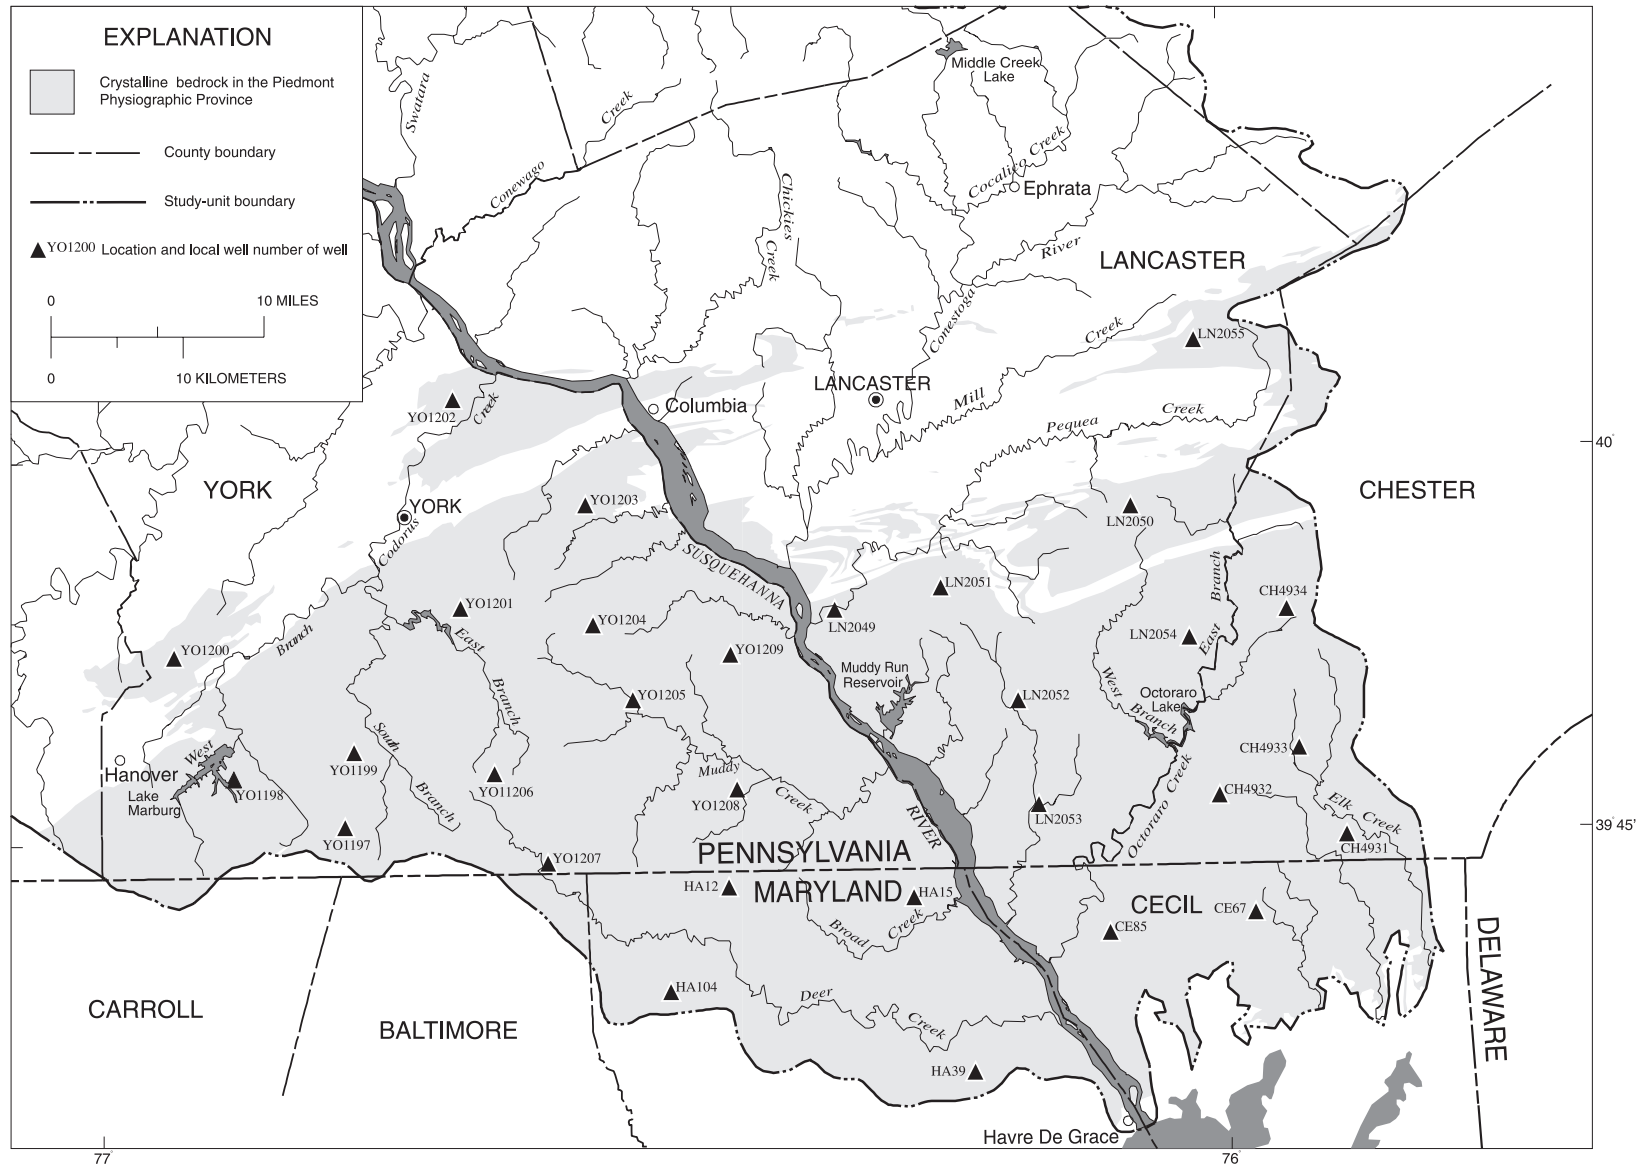 EXPLANATION
Crystalline bedrock in the Piedmont
Physiographic Province
County boundary
Study-unit boundary
YO1200 Location and local well number of well
0 10 MILES
0 10 KILOMETERS
Swatara
Creek
Conewago
Chickies
Creek
Middle Creek
Lake
Cocalico Creek
Ephrata
River
Conestoga
LANCASTER
Creek
LN2055
LANCASTER
Mill
Creek
Pequea
Columbia
YO1202
Creek
40°
YORK
YORK
Codorus
YO1203
SUSQUEHANNA
LN2050
CHESTER
Branch
East
LN2051
CH4934
YO1201
YO1204
LN2049
LN2054
East
Branch
YO1200
Branch
YO1209
Muddy Run
Reservoir
YO1205
LN2052
West
Branch
Octoraro
Lake
West
South
Branch
Hanover
Lake
Marburg
YO1198
YO1199
YO11206
Muddy
Creek
YO1208
CH4933
CH4932
Elk Creek
CH4931
LN2053
Octoraro Creek
RIVER
39°45'
YO1197
YO1207
PENNSYLVANIA
MARYLAND
HA12
HA15
Broad
Creek
CECIL
CE67
CE85
DELAWARE
CARROLL
BALTIMORE
HA104
Deer
Creek
HA39
Havre De Grace
77°
76°